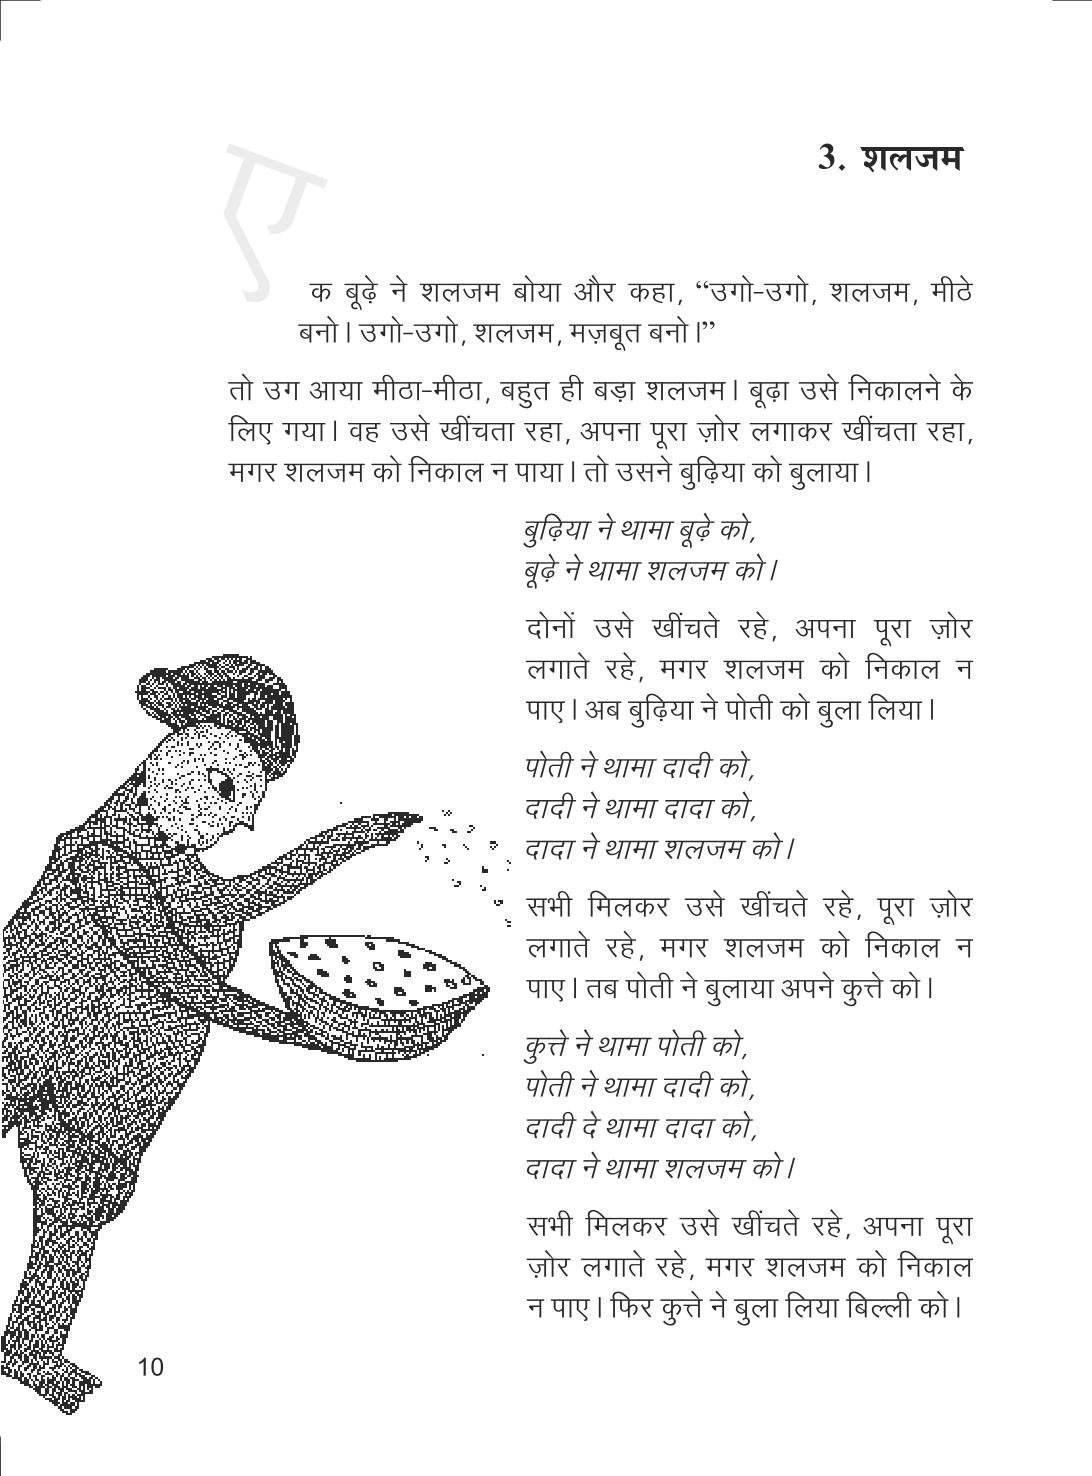 3. शलजम
एक बूढ़े ने शलजम बोया और कहा, “उगो-उगो, शलजम, मीठे
बनो। उगो-उगो, शलजम, मज़बूत बनो।”
तो उग आया मीठा-मीठा, बहुत ही बड़ा शलजम। बूढ़ा उसे निकालने के
लिए गया। वह उसे खींचता रहा, अपना पूरा ज़ोर लगाकर खींचता रहा,
मगर शलजम को निकाल न पाया। तो उसने बुढ़िया को बुलाया।
बुढ़िया ने थामा बूढ़े को,
बूढ़े ने थामा शलजम को।
दोनों उसे खींचते रहे, अपना पूरा ज़ोर
लगाते रहे, मगर शलजम को निकाल न
पाए। अब बुढ़िया ने पोती को बुला लिया।
पोती ने थामा दादी को,
दादी ने थामा दादा को,
दादा ने थामा शलजम को।
सभी मिलकर उसे खींचते रहे, पूरा ज़ोर
लगाते रहे, मगर शलजम को निकाल न
पाए। तब पोती ने बुलाया अपने कुत्ते को।
कुत्ते ने थामा पोती को,
पोती ने थामा दादी को,
दादी दे थामा दादा को,
दादा ने थामा शलजम को।
सभी मिलकर उसे खींचते रहे, अपना पूरा
ज़ोर लगाते रहे, मगर शलजम को निकाल
न पाए। फिर कुत्ते ने बुला लिया बिल्ली को।
10